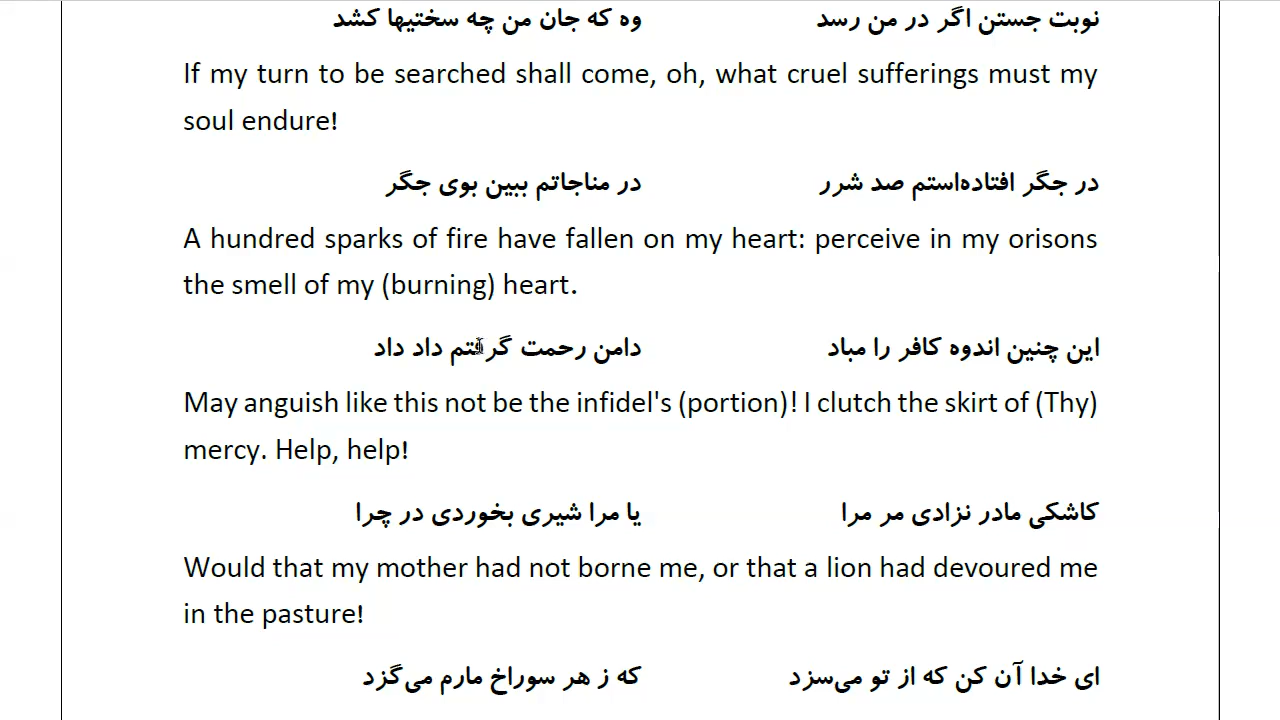 نوبت جستن اگر در من رسد وه که جان من چه سختیها کشد
If my turn to be searched shall come, oh, what cruel sufferings must my
soul endure!
در جگر افتاده‌استم صد شرر در مناجاتم ببین بوی جگر
A hundred sparks of fire have fallen on my heart: perceive in my orisons
the smell of my (burning) heart.
این چنین اندوه کافر را مباد دامن رحمت گرفتم داد داد
May anguish like this not be the infidel's (portion)! I clutch the skirt of (Thy)
mercy. Help, help!
کاشکی مادر نزادی مر مرا یا مرا شیری بخوردی در چرا
Would that my mother had not borne me, or that a lion had devoured me
in the pasture!
ای خدا آن کن که از تو می‌سزد که ز هر سوراخ مارم می‌گزد